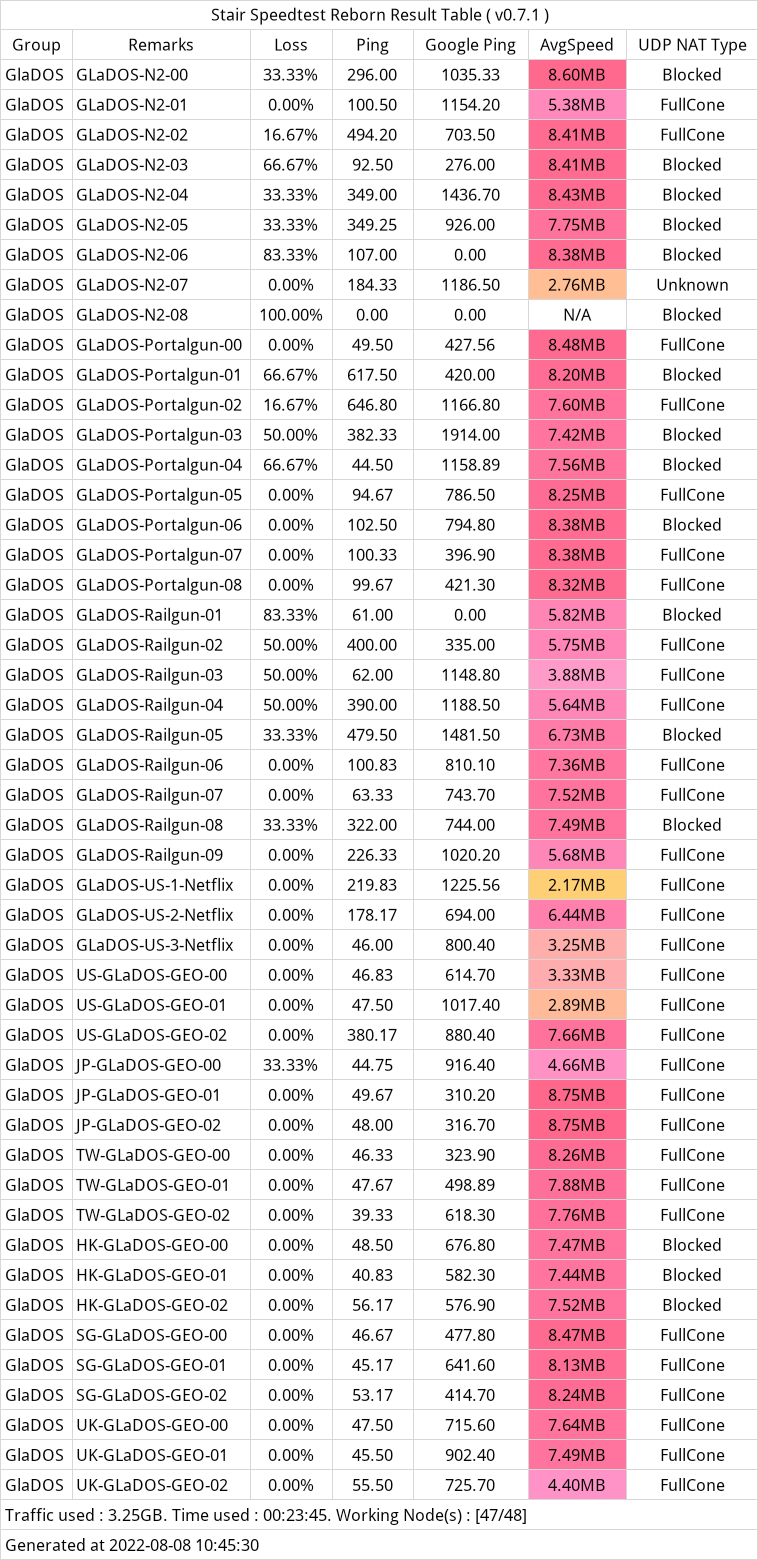 Stair Speedtest Reborn Result Table ( v0.7.1 )
Group Remarks Loss Ping Google Ping AvgSpeed UDP NAT Type
GlaDOS GLaDOS-N2-00 33.33% 296.00 1035.33 8.60MB Blocked
GlaDOS GLaDOS-N2-01 0.00% 100.50 1154.20 5.38MB FullCone
GlaDOS GLaDOS-N2-02 16.67% 494.20 703.50 8.41MB FullCone
GlaDOS GLaDOS-N2-03 66.67% 92.50 276.00 8.41MB Blocked
GlaDOS GLaDOS-N2-04 33.33% 349.00 1436.70 8.43MB Blocked
GlaDOS GLaDOS-N2-05 33.33% 349.25 926.00 7.75MB Blocked
GlaDOS GLaDOS-N2-06 83.33% 107.00 0.00 8.38MB Blocked
GlaDOS GLaDOS-N2-07 0.00% 184.33 1186.50 2.76MB Unknown
GlaDOS GLaDOS-N2-08 100.00% 0.00 0.00 N/A Blocked
GlaDOS GLaDOS-Portalgun-00 0.00% 49.50 427.56 8.48MB FullCone
GlaDOS GLaDOS-Portalgun-01 66.67% 617.50 420.00 8.20MB Blocked
GlaDOS GLaDOS-Portalgun-02 16.67% 646.80 1166.80 7.60MB FullCone
GlaDOS GLaDOS-Portalgun-03 50.00% 382.33 1914.00 7.42MB Blocked
GlaDOS GLaDOS-Portalgun-04 66.67% 44.50 1158.89 7.56MB Blocked
GlaDOS GLaDOS-Portalgun-05 0.00% 94.67 786.50 8.25MB FullCone
GlaDOS GLaDOS-Portalgun-06 0.00% 102.50 794.80 8.38MB Blocked
GlaDOS GLaDOS-Portalgun-07 0.00% 100.33 396.90 8.38MB FullCone
GlaDOS GLaDOS-Portalgun-08 0.00% 99.67 421.30 8.32MB FullCone
GlaDOS GLaDOS-Railgun-01 83.33% 61.00 0.00 5.82MB Blocked
GlaDOS GLaDOS-Railgun-02 50.00% 400.00 335.00 5.75MB FullCone
GlaDOS GLaDOS-Railgun-03 50.00% 62.00 1148.80 3.88MB FullCone
GlaDOS GLaDOS-Railgun-04 50.00% 390.00 1188.50 5.64MB FullCone
GlaDOS GLaDOS-Railgun-05 33.33% 479.50 1481.50 6.73MB Blocked
GlaDOS GLaDOS-Railgun-06 0.00% 100.83 810.10 7.36MB FullCone
GlaDOS GLaDOS-Railgun-07 0.00% 63.33 743.70 7.52MB FullCone
GlaDOS GLaDOS-Railgun-08 33.33% 322.00 744.00 7.49MB Blocked
GlaDOS GLaDOS-Railgun-09 0.00% 226.33 1020.20 5.68MB FullCone
GlaDOS GLaDOS-US-1-Netflix 0.00% 219.83 1225.56 2.17MB FullCone
GlaDOS GLaDOS-US-2-Netflix 0.00% 178.17 694.00 6.44MB FullCone
GlaDOS GLaDOS-US-3-Netflix 0.00% 46.00 800.40 3.25MB FullCone
GlaDOS US-GLaDOS-GEO-00 0.00% 46.83 614.70 3.33MB FullCone
GlaDOS US-GLaDOS-GEO-01 0.00% 47.50 1017.40 2.89MB FullCone
GlaDOS US-GLaDOS-GEO-02 0.00% 380.17 880.40 7.66MB FullCone
GlaDOS JP-GLaDOS-GEO-00 33.33% 44.75 916.40 4.66MB FullCone
GlaDOS JP-GLaDOS-GEO-01 0.00% 49.67 310.20 8.75MB FullCone
GlaDOS JP-GLaDOS-GEO-02 0.00% 48.00 316.70 8.75MB FullCone
GlaDOS TW-GLaDOS-GEO-00 0.00% 46.33 323.90 8.26MB FullCone
GlaDOS TW-GLaDOS-GEO-01 0.00% 47.67 498.89 7.88MB FullCone
GlaDOS TW-GLaDOS-GEO-02 0.00% 39.33 618.30 7.76MB FullCone
GlaDOS HK-GLaDOS-GEO-00 0.00% 48.50 676.80 7.47MB Blocked
GlaDOS HK-GLaDOS-GEO-01 0.00% 40.83 582.30 7.44MB Blocked
GlaDOS HK-GLaDOS-GEO-02 0.00% 56.17 576.90 7.52MB Blocked
GlaDOS SG-GLaDOS-GEO-00 0.00% 46.67 477.80 8.47MB FullCone
GlaDOS SG-GLaDOS-GEO-01 0.00% 45.17 641.60 8.13MB FullCone
GlaDOS SG-GLaDOS-GEO-02 0.00% 53.17 414.70 8.24MB FullCone
GlaDOS UK-GLaDOS-GEO-00 0.00% 47.50 715.60 7.64MB FullCone
GlaDOS UK-GLaDOS-GEO-01 0.00% 45.50 902.40 7.49MB FullCone
GlaDOS UK-GLaDOS-GEO-02 0.00% 55.50 725.70 4.40MB FullCone
Traffic used : 3.25GB. Time used : 00:23:45. Working Node(s) : [47/48]
Generated at 2022-08-08 10:45:30